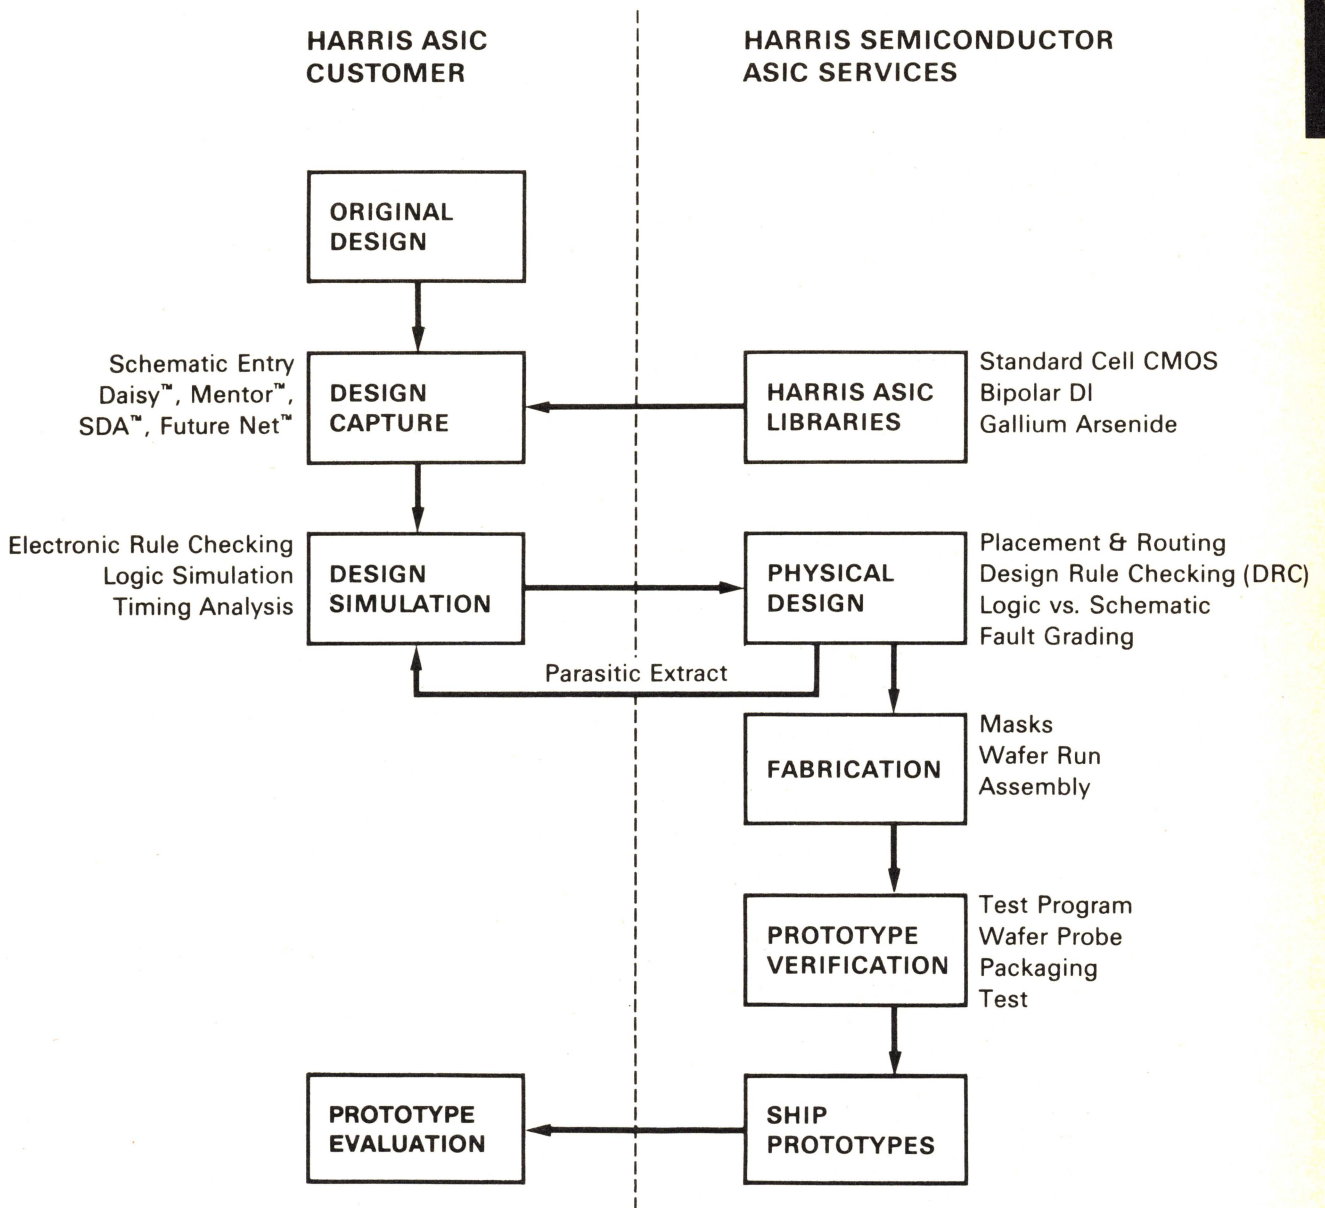 HARRIS ASIC
CUSTOMER
HARRIS SEMICONDUCTOR
ASIC SERVICES
ORIGINAL
DESIGN
Schematic Entry
Daisy™, Mentor™,
SDA™, Future Net™
DESIGN
CAPTURE
HARRIS ASIC
LIBRARIES
Standard Cell CMOS
Bipolar DI
Gallium Arsenide
Electronic Rule Checking
Logic Simulation
Timing Analysis
DESIGN
SIMULATION
PHYSICAL
DESIGN
Placement & Routing
Design Rule Checking (DRC)
Logic vs. Schematic
Fault Grading
Parasitic Extract
FABRICATION
Masks
Wafer Run
Assembly
PROTOTYPE
VERIFICATION
Test Program
Wafer Probe
Packaging
Test
PROTOTYPE
EVALUATION
SHIP
PROTOTYPES